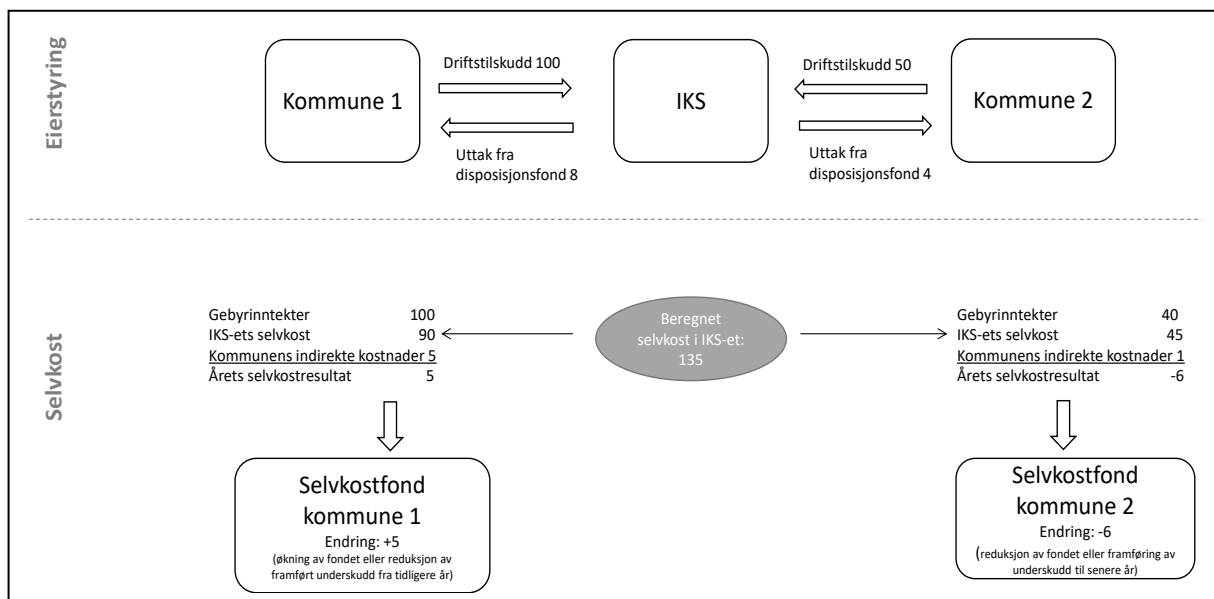 Eierstyring
Kommune 1
Driftstilskudd 100
Uttak fra
disposisjonsfond 8
IKS
Driftstilskudd 50
Uttak fra
disposisjonsfond 4
Kommune 2
Selvkost
Gebyrinntekter 100
IKS-ets selvkost 90
Kommunens indirekte kostnader 5
Årets selvkostresultat 5
Beregnet
selvkost i IKS-et:
135
Gebyrinntekter 40
IKS-ets selvkost 45
Kommunens indirekte kostnader 1
Årets selvkostresultat -6
Selvkostfond
kommune 1
Endring: +5
(økning av fondet eller reduksjon av
framført underskudd fra tidligere år)
Selvkostfond
kommune 2
Endring: -6
(reduksjon av fondet eller framføring av
underskudd til senere år)